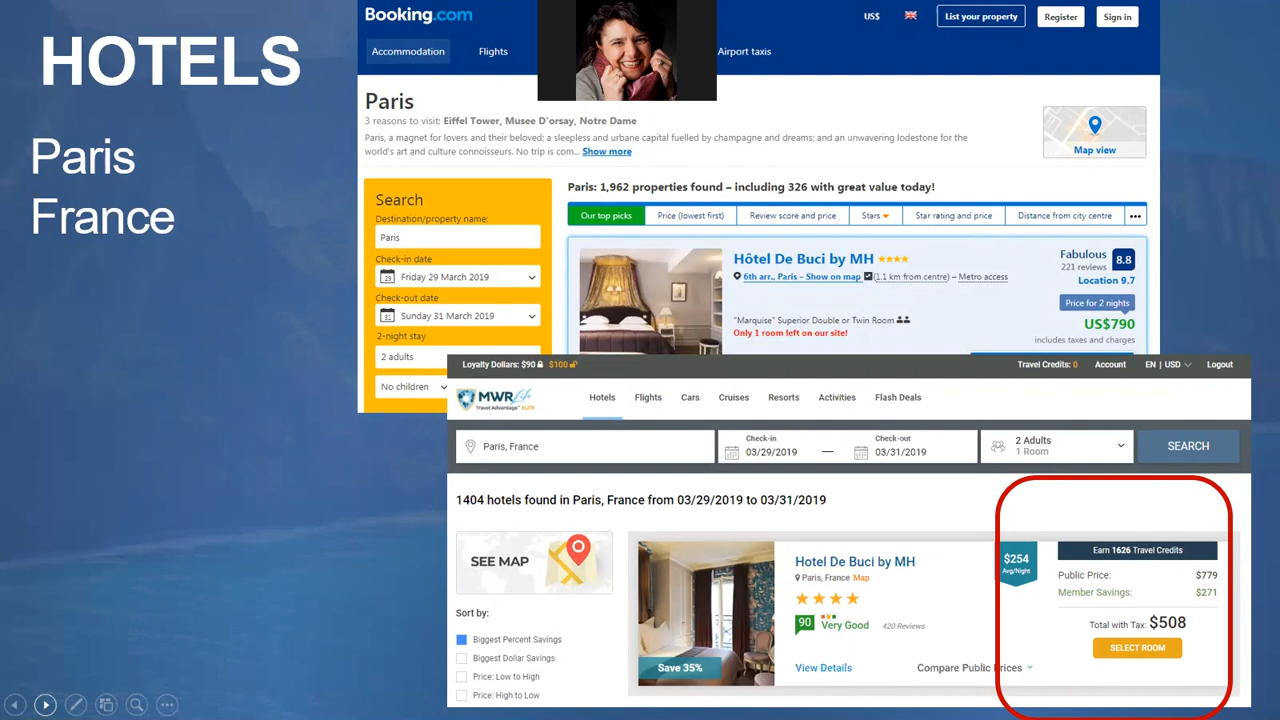 HOTELS
Paris
France
Booking.com
US$
List your property
Register
Sign in
Accommodation
Flights
Airport taxis
Paris
3 reasons to visit: Eiffel Tower, Musee D'orsay, Notre Dame
Paris, a magnet for lovers and their beloved; a sleepless and urbane capital fuelled by champagne and dreams; and an unwavering lodestone for the
world's art and culture connoisseurs. No trip is com... Show more
Map view
Search
Destination/property name:
Paris
Check-in date
29 Friday 29 March 2019
Check-out date
31 Sunday 31 March 2019
2-night stay
2 adults
No children
Paris: 1,962 properties found – including 326 with great value today!
Our top picks
Price (lowest first)
Review score and price
Stars
Star rating and price
Distance from city centre
•••
Hôtel De Buci by MH
6th arr., Paris – Show on map (1.1 km from centre) – Metro access
"Marquise" Superior Double or Twin Room
Only 1 room left on our site!
Fabulous 8.8
221 reviews
Location 9.7
Price for 2 nights
US$790
includes taxes and charges
Loyalty Dollars: $90 $100
Travel Credits: 0
Account
EN | USD
Logout
MWR Life
Travel Advantage™ ELITE
Hotels
Flights
Cars
Cruises
Resorts
Activities
Flash Deals
Paris, France
Check-in
03/29/2019
—
Check-out
03/31/2019
2 Adults
1 Room
SEARCH
1404 hotels found in Paris, France from 03/29/2019 to 03/31/2019
SEE MAP
Sort by:
Biggest Percent Savings
Biggest Dollar Savings
Price: Low to High
Price: High to Low
Save 35%
Hotel De Buci by MH
Paris, France Map
90 Very Good 420 Reviews
View Details
Compare Public Prices
$254
Avg/Night
Earn 1626 Travel Credits
Public Price: $779
Member Savings: $271
Total with Tax: $508
SELECT ROOM